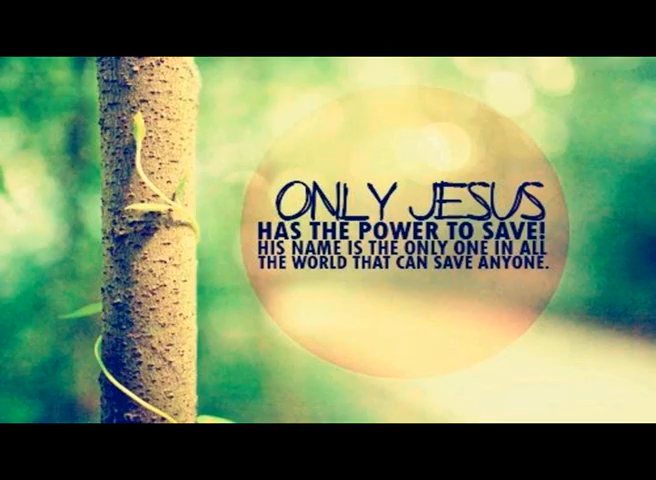 ONLY JESUS
HAS THE POWER TO SAVE!
HIS NAME IS THE ONLY ONE IN ALL
THE WORLD THAT CAN SAVE ANYONE.